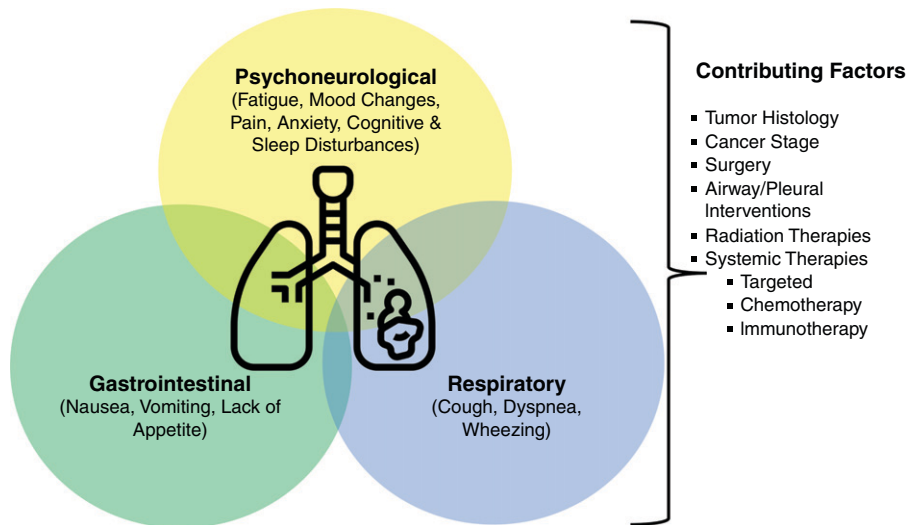 Psychoneurological
(Fatigue, Mood Changes,
Pain, Anxiety, Cognitive &
Sleep Disturbances)
Gastrointestinal
(Nausea, Vomiting, Lack of
Appetite)
Respiratory
(Cough, Dyspnea,
Wheezing)
Contributing Factors
▪ Tumor Histology
▪ Cancer Stage
▪ Surgery
▪ Airway/Pleural
Interventions
▪ Radiation Therapies
▪ Systemic Therapies
▪ Targeted
▪ Chemotherapy
▪ Immunotherapy